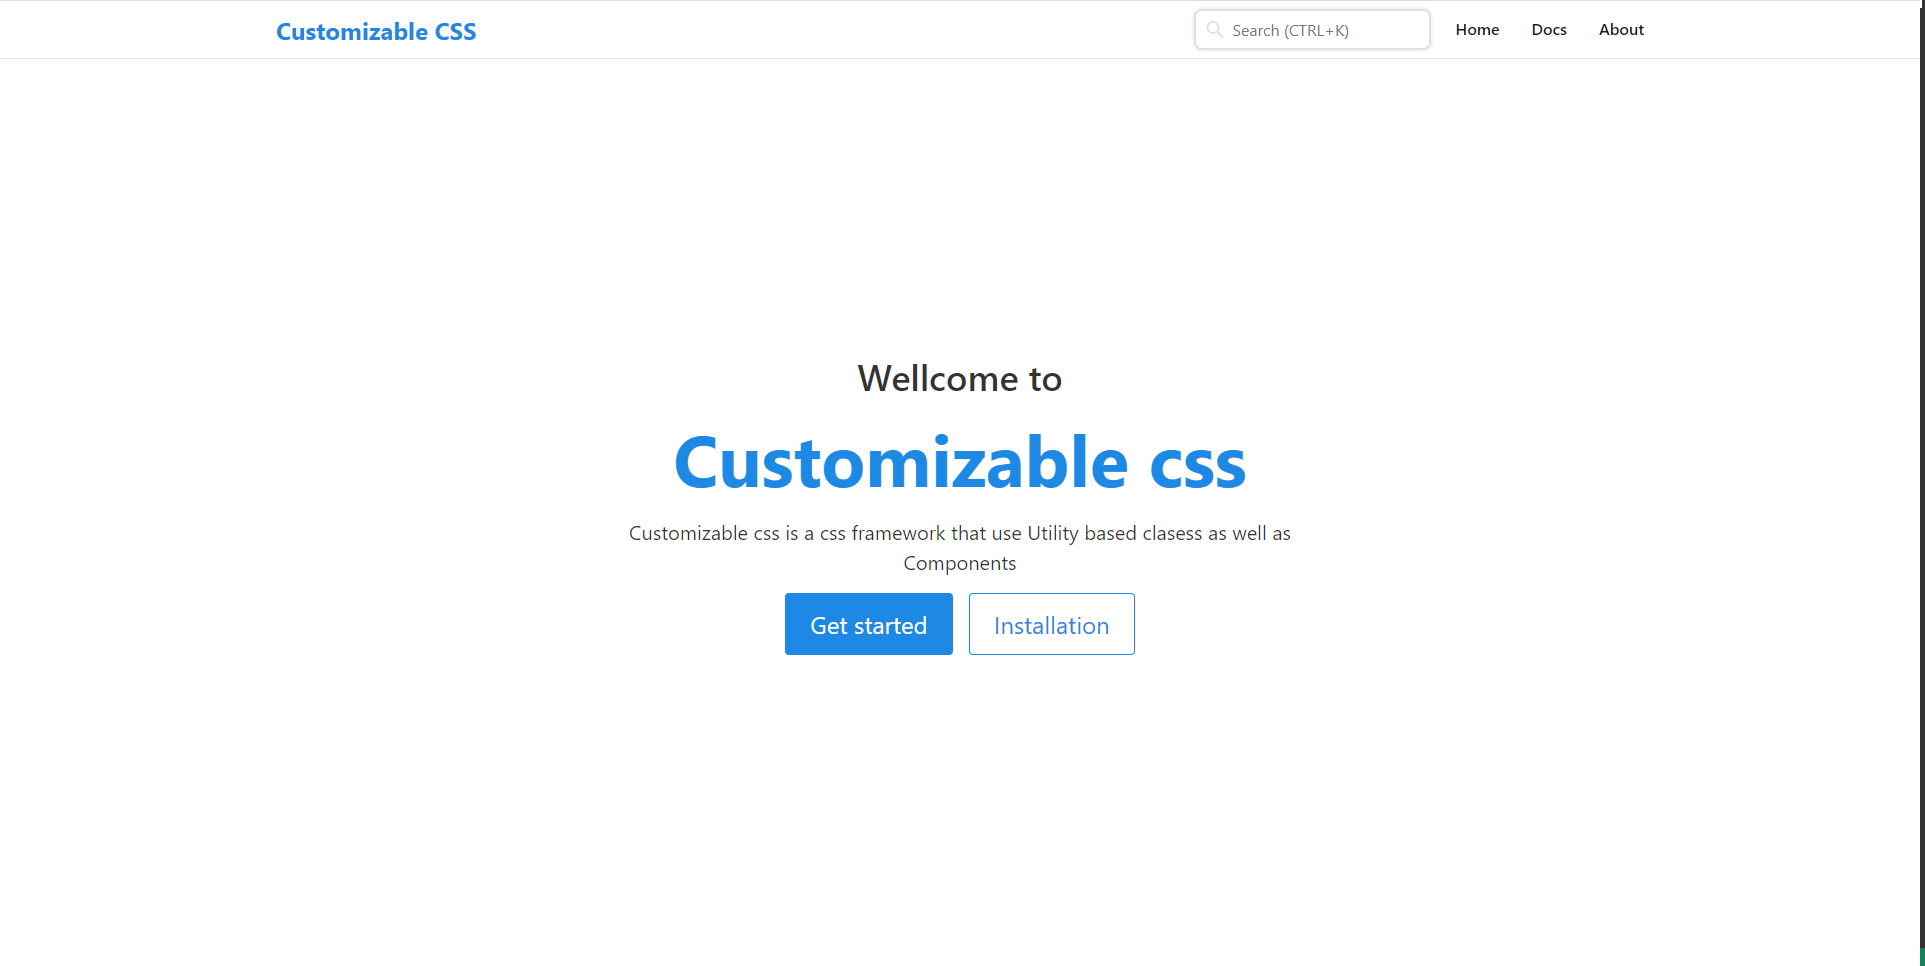 Customizable CSS
Search (CTRL+K)
Home
Docs
About
Wellcome to
Customizable css
Customizable css is a css framework that use Utility based clasess as well as
Components
Get started
Installation